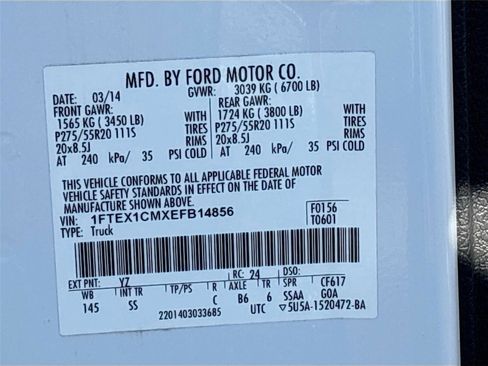 MFD. BY FORD MOTOR CO.
DATE: 03/14 GVWR: 3039 KG ( 6700 LB)
FRONT GAWR: REAR GAWR:
1565 KG ( 3450 LB) WITH 1724 KG ( 3800 LB) WITH
P275/55R20 111S TIRES P275/55R20 111S TIRES
20x8.5J RIMS 20x8.5J RIMS
AT 240 kPa/ 35 PSI COLD AT 240 kPa/ 35 PSI COLD
THIS VEHICLE CONFORMS TO ALL APPLICABLE FEDERAL MOTOR
VEHICLE SAFETY STANDARDS IN EFFECT ON THE DATE OF
MANUFACTURE SHOWN ABOVE.
VIN: 1FTEX1CMXEFB14856 F0156
TYPE: Truck T0601
EXT PNT: YZ RC: 24 DSO:
WB INT TR TP/PS R AXLE TR SPR CF617
145 SS C B6 6 SSAA GOA
2201403033685 UTC ▽5U5A-1520472-BA